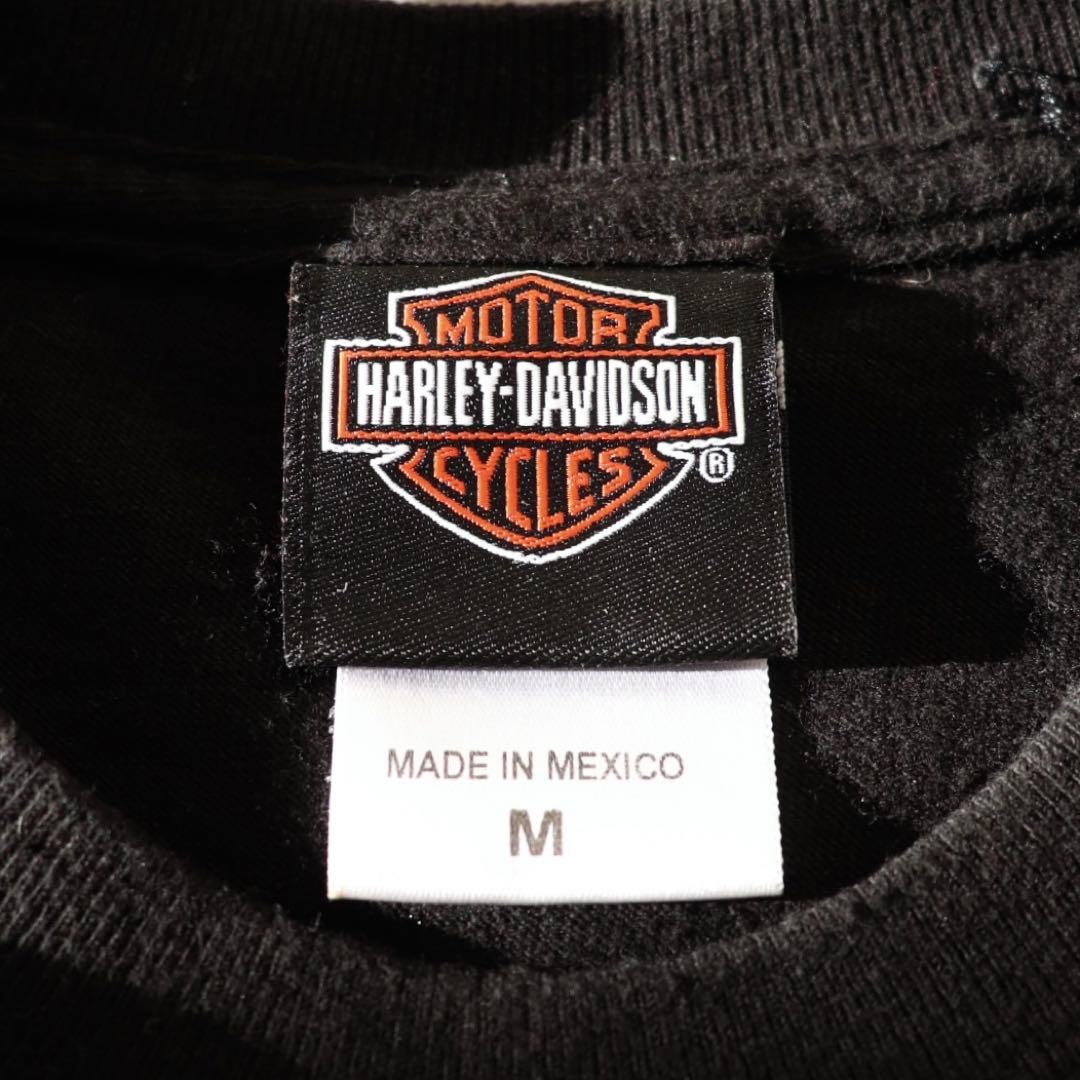 MOTOR
HARLEY-DAVIDSON
CYCLES
®
MADE IN MEXICO
M